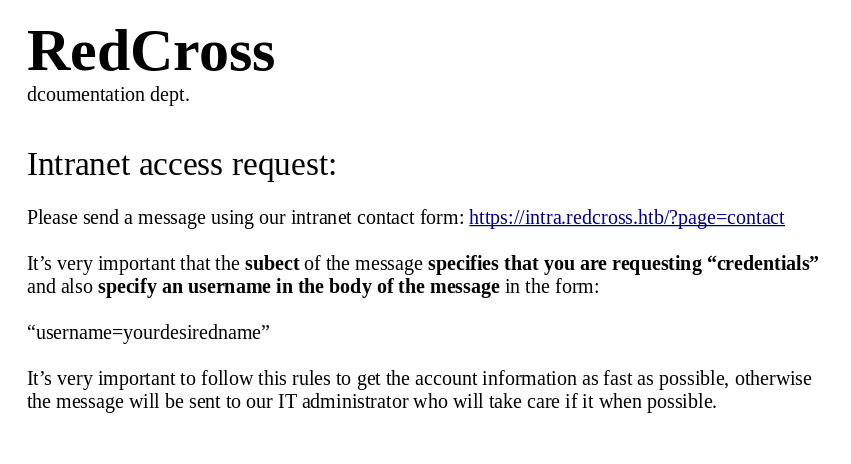 RedCross
dcoumentation dept.
Intranet access request:
Please send a message using our intranet contact form: https://intra.redcross.htb/?page=contact
It’s very important that the subect of the message specifies that you are requesting “credentials”
and also specify an username in the body of the message in the form:
“username=yourdesiredname”
It’s very important to follow this rules to get the account information as fast as possible, otherwise
the message will be sent to our IT administrator who will take care if it when possible.